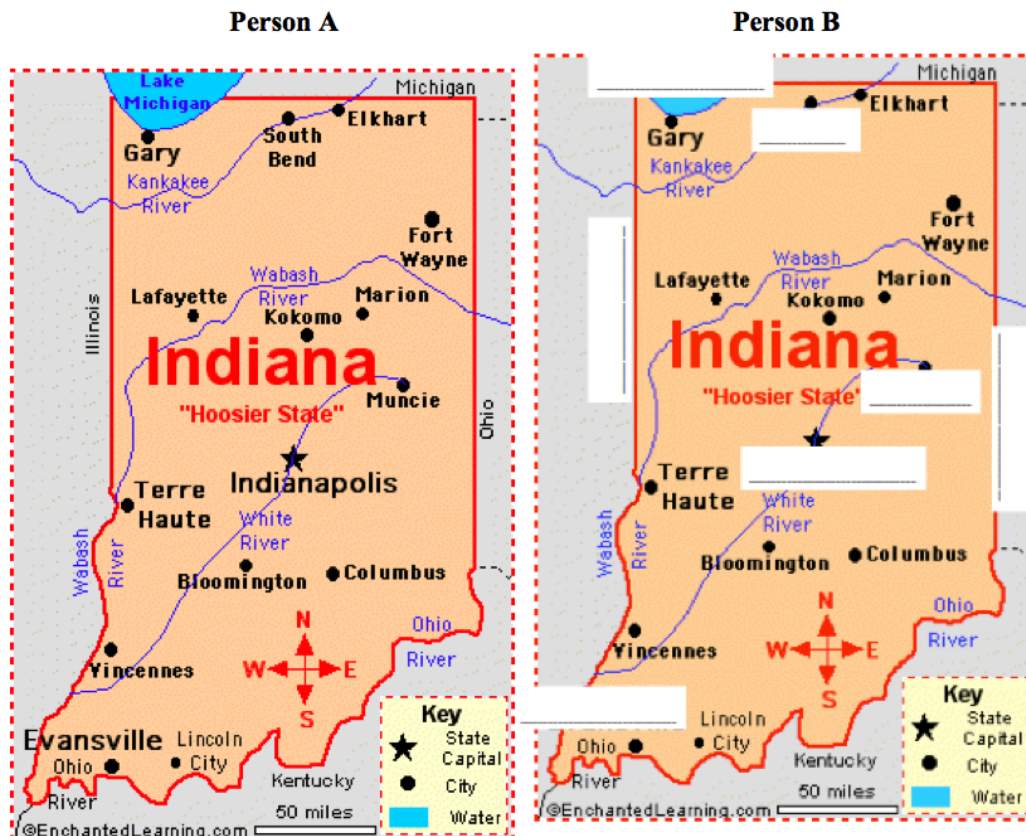 Person A
Lake
Michigan
Michigan
Elkhart
South
Bend
Gary
Kankakee
River
Fort
Wayne
Wabash
River
Lafayette
Marion
Kokomo
Illinois
Indiana
"Hoosier State"
Muncie
Ohio
Indianapolis
Terre
Haute
White
River
Wabash
River
Bloomington
Columbus
N
W E
S
Ohio
River
Vincennes
Evansville
Lincoln
City
Ohio
River
Kentucky
Key
State
Capital
City
Water
50 miles
©EnchantedLearning.com
Person B
Michigan
Elkhart
Gary
Kankakee
River
Fort
Wayne
Wabash
River
Lafayette
Marion
Kokomo
Indiana
"Hoosier State"
Terre
Haute
White
River
Wabash
River
Bloomington
Columbus
N
W E
S
Ohio
River
Vincennes
Lincoln
City
Ohio
River
Kentucky
Key
State
Capital
City
Water
50 miles
©EnchantedLearning.com